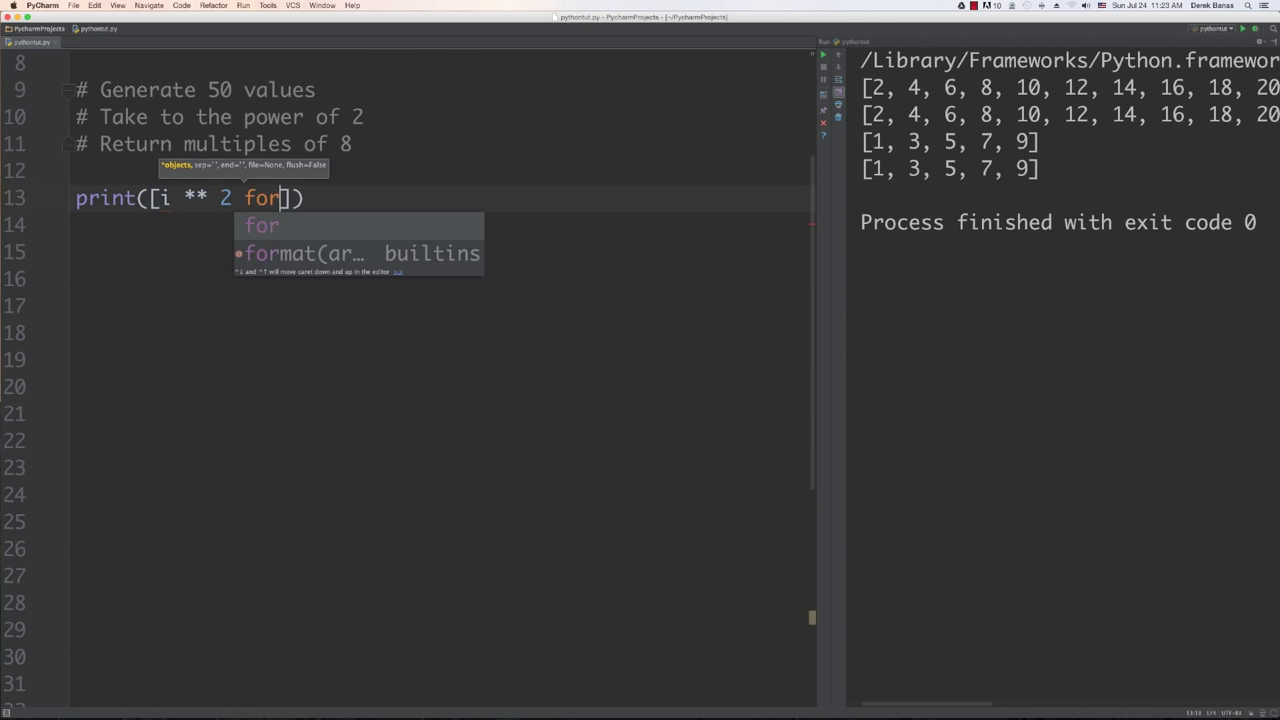 PyCharm File Edit View Navigate Code Refactor Run Tools VCS Window Help
10
Sun Jul 24 11:23 AM Derek Banas
pythontut.py - PycharmProjects - [~/PycharmProjects]
PycharmProjects pythontut.py
pythontut
pythontut.py
Run: pythontut
8
9 # Generate 50 values
10 # Take to the power of 2
11 # Return multiples of 8
12
*objects, sep=' ', end='', file=None, flush=False
13 print([i ** 2 for])
14 for
15 format(ar… builtins
^↓ and ^↑ will move caret down and up in the editor >>
16
17
18
19
20
21
22
23
24
25
26
27
28
29
30
31
/Library/Frameworks/Python.framewor
[2, 4, 6, 8, 10, 12, 14, 16, 18, 20
[2, 4, 6, 8, 10, 12, 14, 16, 18, 20
[1, 3, 5, 7, 9]
[1, 3, 5, 7, 9]
Process finished with exit code 0
13:18 LF÷ UTF-8÷